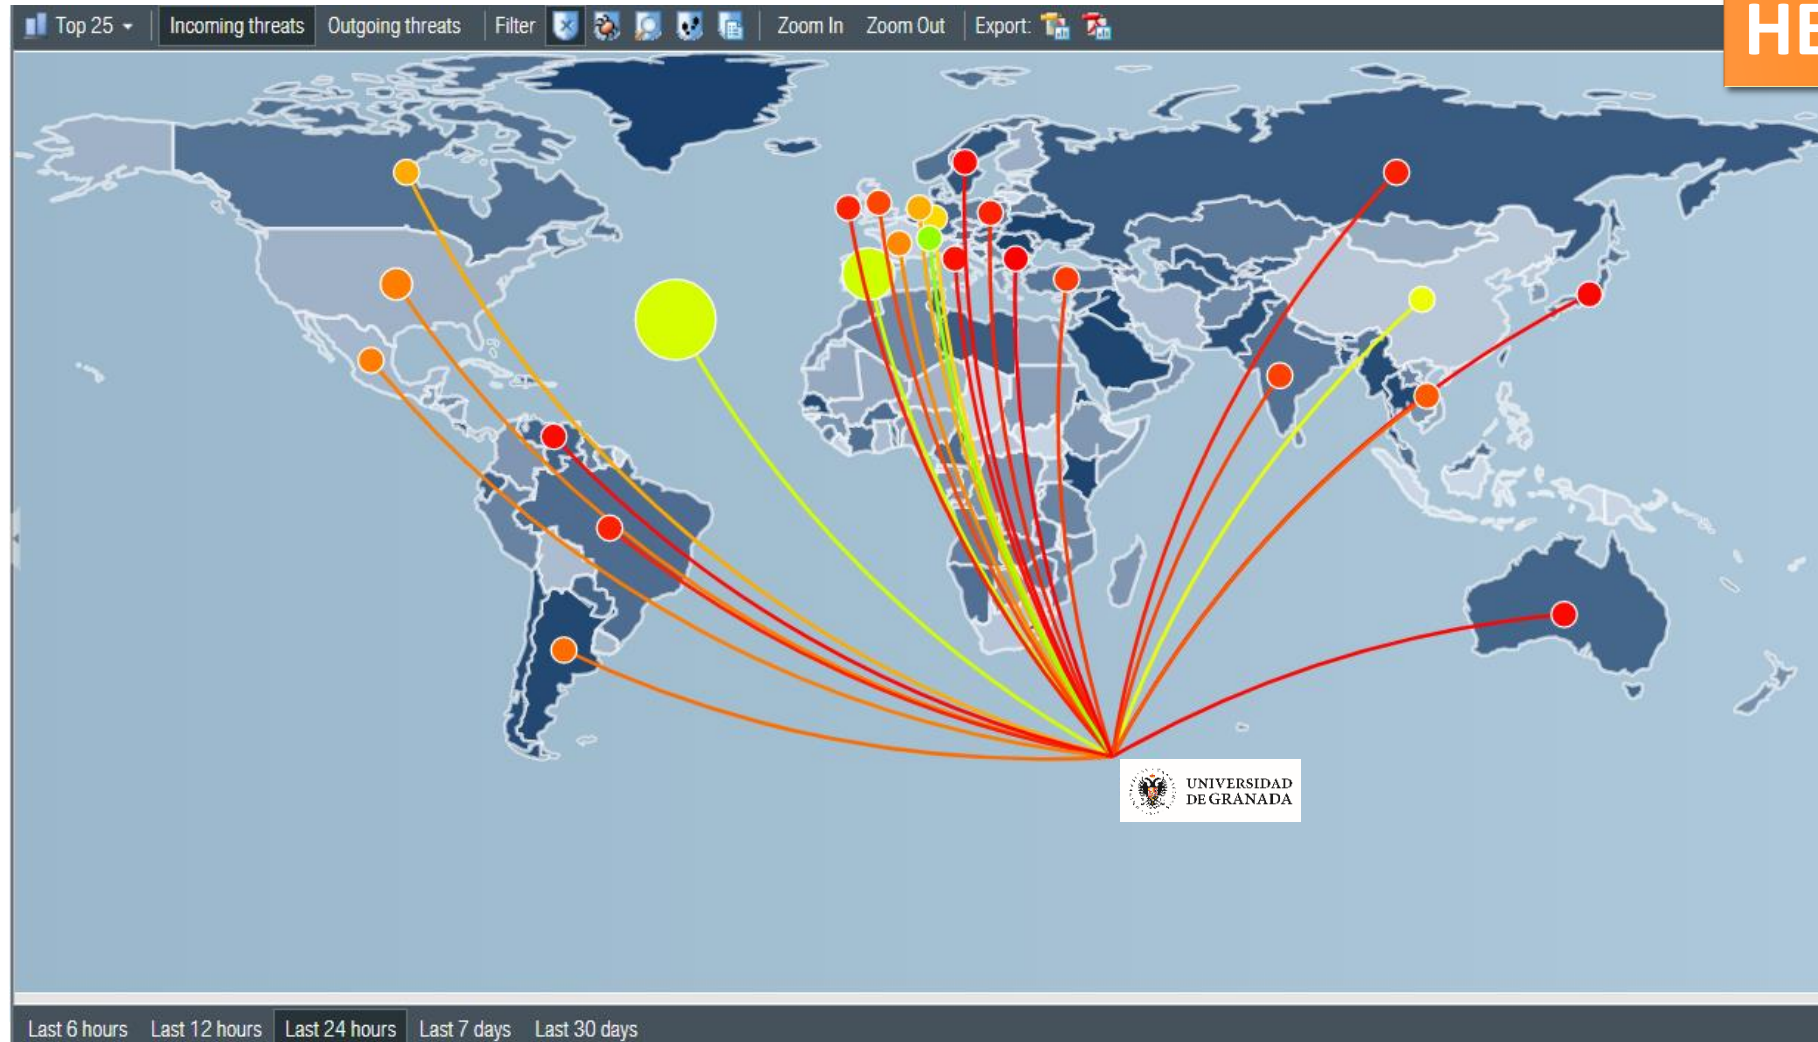 Top 25 Incoming threats Outgoing threats Filter Zoom In Zoom Out Export:
HE
UNIVERSIDAD
DE GRANADA
Last 6 hours Last 12 hours Last 24 hours Last 7 days Last 30 days